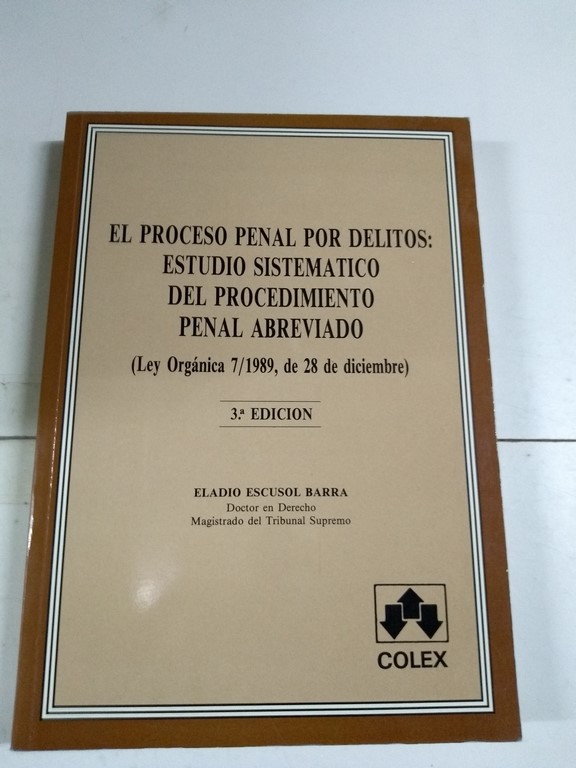 EL PROCESO PENAL POR DELITOS:
ESTUDIO SISTEMATICO
DEL PROCEDIMIENTO
PENAL ABREVIADO
(Ley Orgánica 7/1989, de 28 de diciembre)
3.ª EDICION
ELADIO ESCUSOL BARRA
Doctor en Derecho
Magistrado del Tribunal Supremo
COLEX